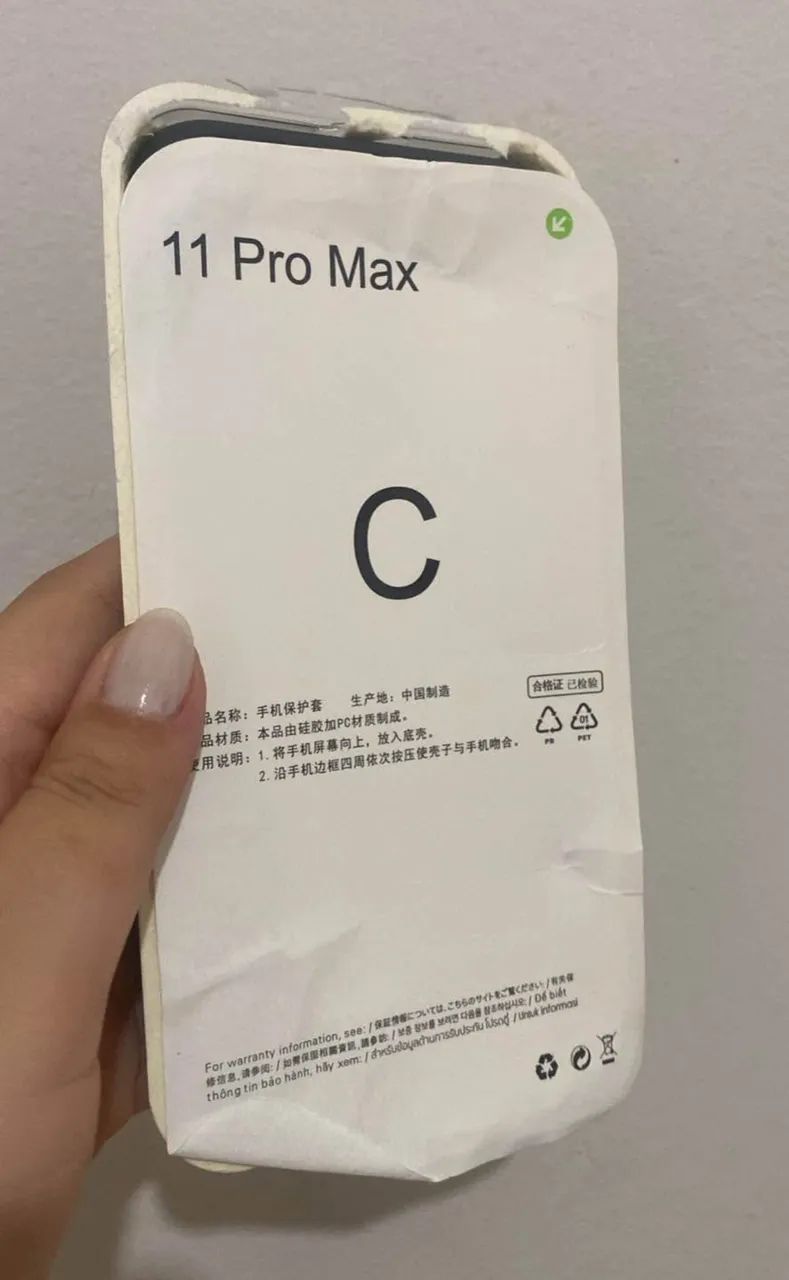 11 Pro Max
C
品名称: 手机保护套 生产地: 中国制造
品材质: 本品由硅胶加PC材质制成。
使用说明: 1. 将手机屏幕向上，放入底壳。
2. 沿手机边框四周依次按压使壳子与手机吻合。
合格证 已检验
01
PB PET
For warranty information, see: / 保証情報については、こちらのサイトをご覧ください: / 有关保
修信息, 请参阅: / 如需保固相關資訊, 請參訪: / 보증 정보를 보려면 다음을 참조하십시오: / Để biết
thông tin bảo hành, hãy xem: / สำหรับข้อมูลด้านการรับประกัน โปรดดู / Untuk informasi